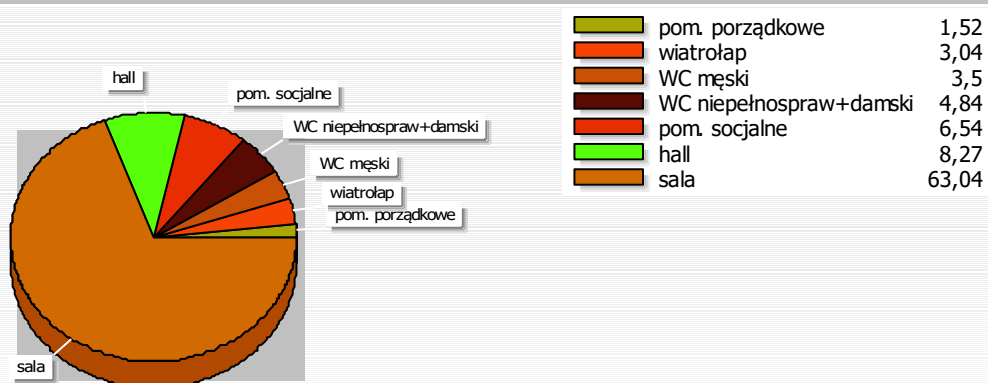 hall
pom. socjalne
WC niepełnospraw+damski
WC męski
wiatrołap
pom. porządkowe
sala
pom. porządkowe 1,52
wiatrołap 3,04
WC męski 3,5
WC niepełnospraw+damski 4,84
pom. socjalne 6,54
hall 8,27
sala 63,04